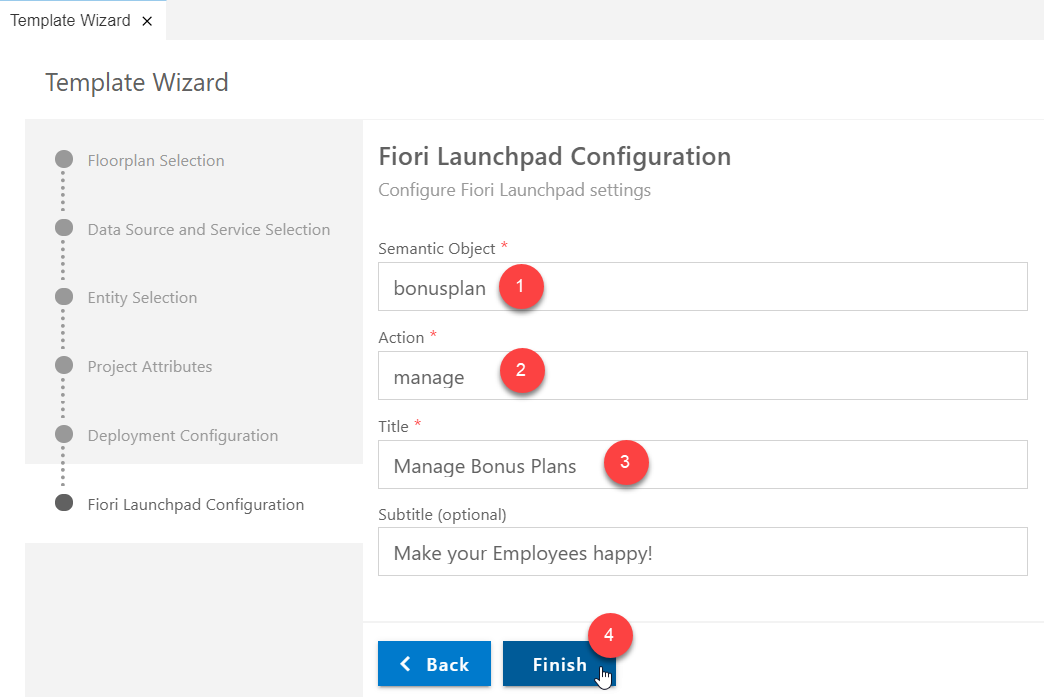 Template Wizard ×
Template Wizard
Floorplan Selection
Data Source and Service Selection
Entity Selection
Project Attributes
Deployment Configuration
Fiori Launchpad Configuration
Fiori Launchpad Configuration
Configure Fiori Launchpad settings
Semantic Object *
bonusplan 1
Action *
manage 2
Title *
Manage Bonus Plans 3
Subtitle (optional)
Make your Employees happy!
4
Back Finish